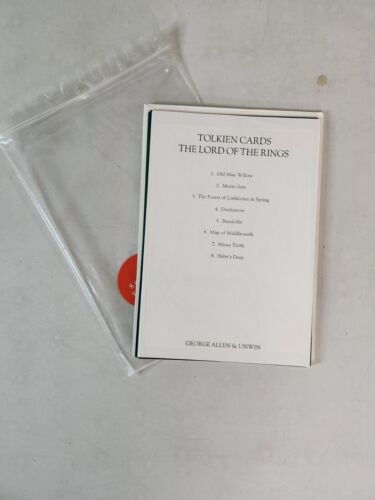 TOLKIEN CARDS
THE LORD OF THE RINGS
1. Old Man Willow
2. Moria Gate
3. The Forest of Lothlorien in Spring
4. Dunharrow
5. Barad-dûr
6. Map of Middle-earth
7. Minas Tirith
8. Helm's Deep
GEORGE ALLEN & UNWIN